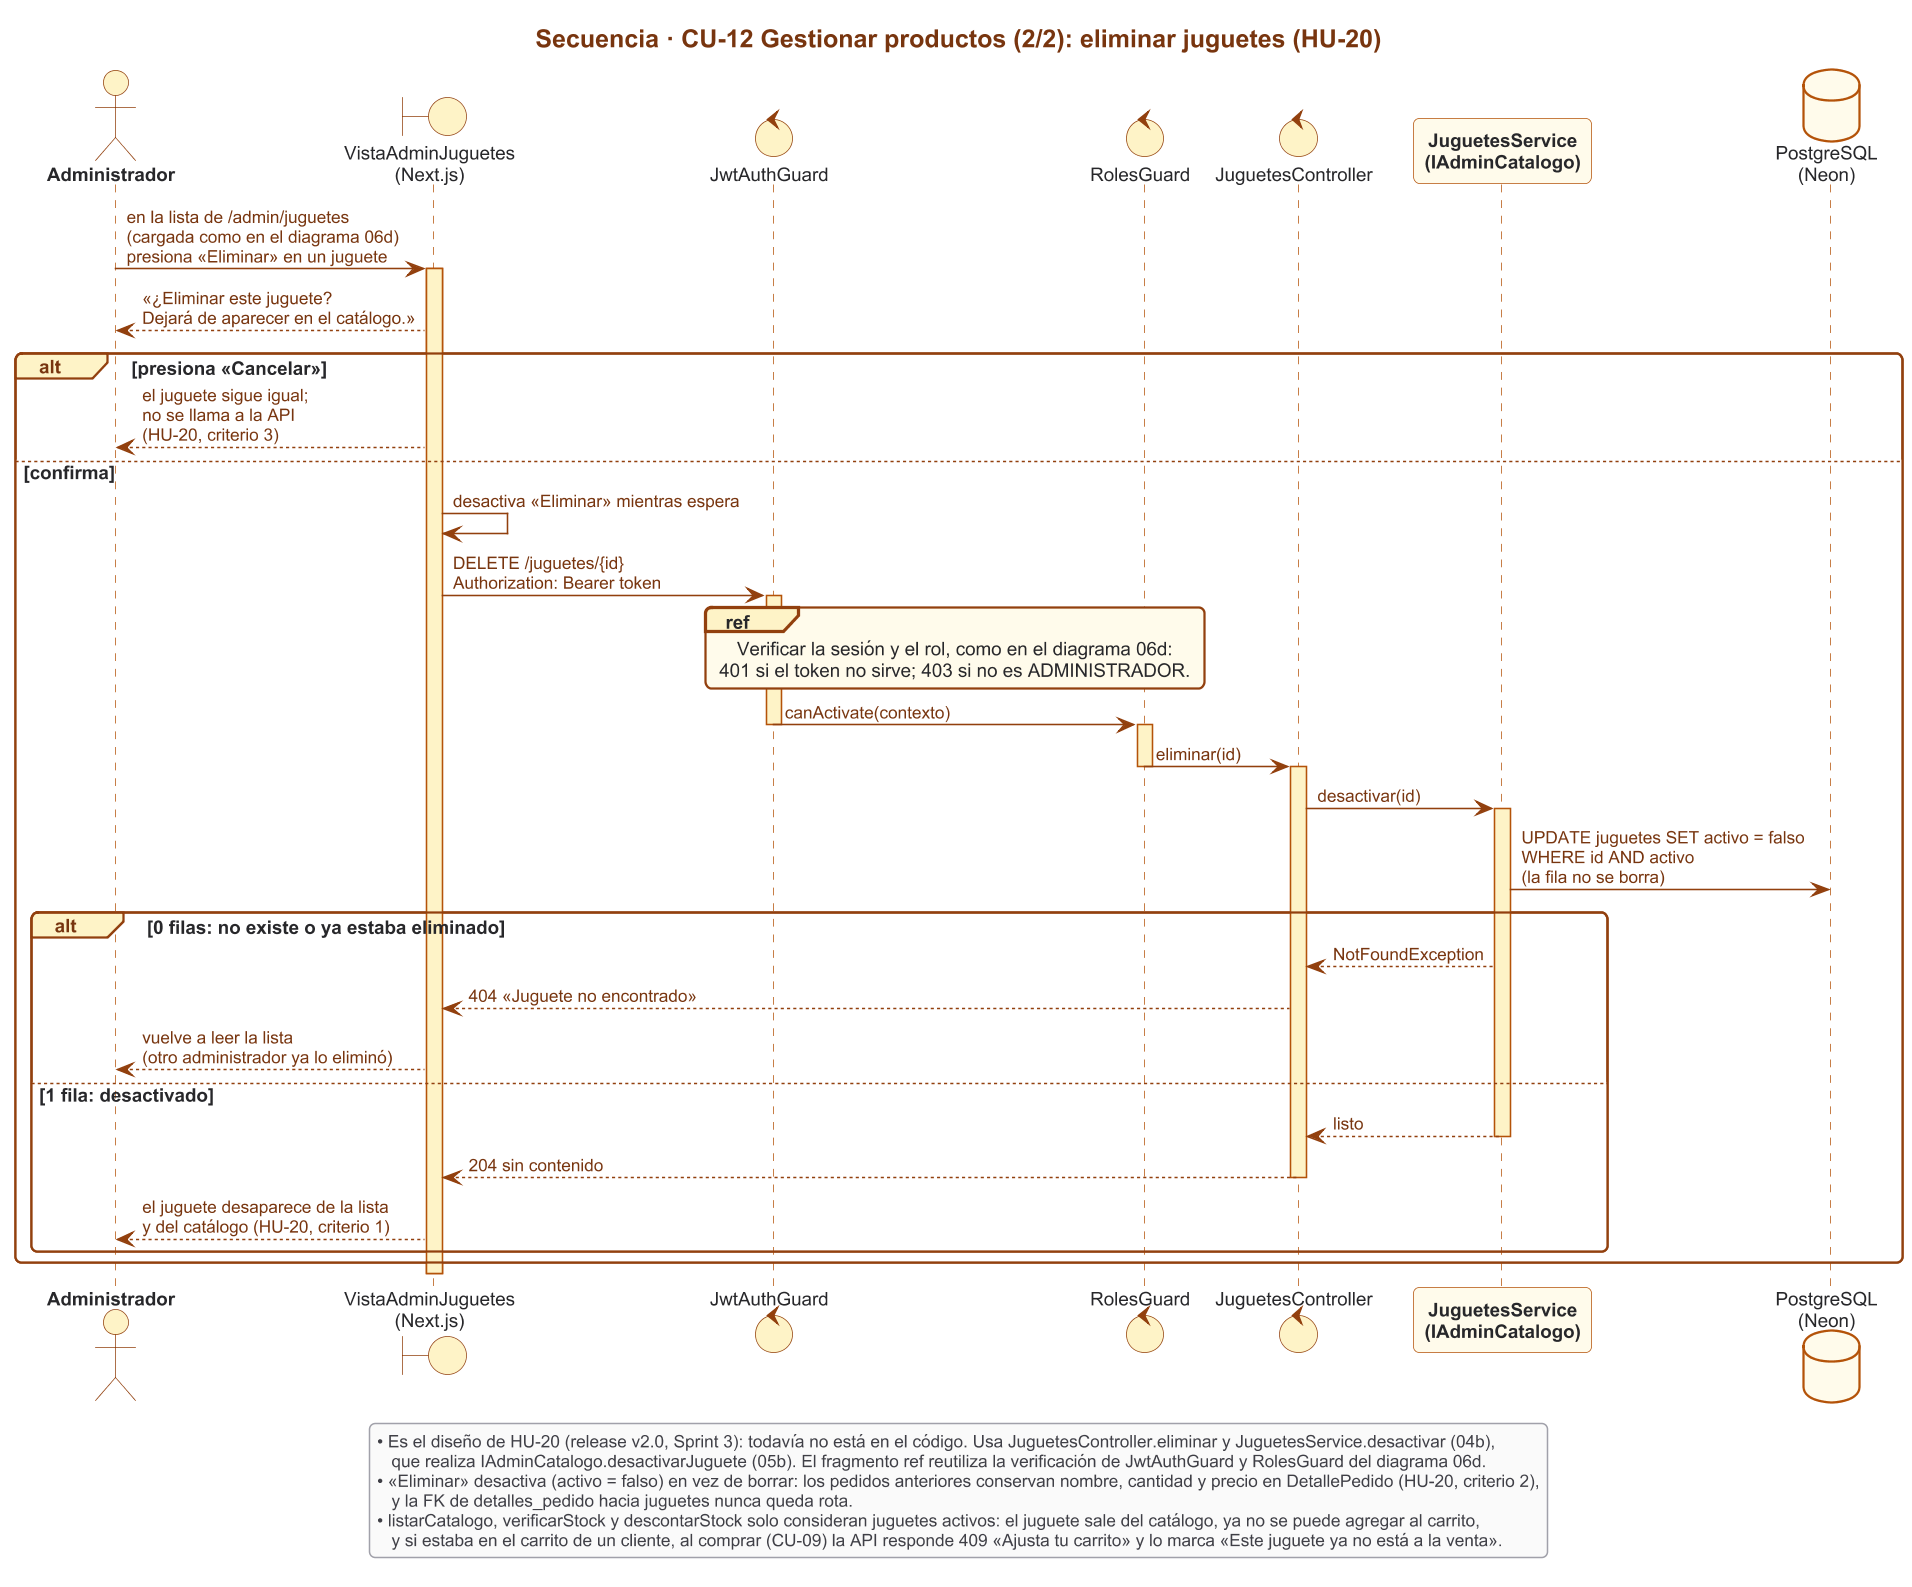 Secuencia · CU-12 Gestionar productos (2/2): eliminar juguetes (HU-20)
Administrador
VistaAdminJuguetes
(Next.js)
JwtAuthGuard
RolesGuard
JuguetesController
JuguetesService
(IAdminCatalogo)
PostgreSQL
(Neon)
en la lista de /admin/juguetes
(cargada como en el diagrama 06d)
presiona «Eliminar» en un juguete
«¿Eliminar este juguete?
Dejará de aparecer en el catálogo.»
alt
[presiona «Cancelar»]
el juguete sigue igual;
no se llama a la API
(HU-20, criterio 3)
[confirma]
desactiva «Eliminar» mientras espera
DELETE /juguetes/{id}
Authorization: Bearer token
ref
Verificar la sesión y el rol, como en el diagrama 06d:
401 si el token no sirve; 403 si no es ADMINISTRADOR.
canActivate(contexto)
eliminar(id)
desactivar(id)
UPDATE juguetes SET activo = falso
WHERE id AND activo
(la fila no se borra)
alt
[0 filas: no existe o ya estaba eliminado]
NotFoundException
404 «Juguete no encontrado»
vuelve a leer la lista
(otro administrador ya lo eliminó)
[1 fila: desactivado]
listo
204 sin contenido
el juguete desaparece de la lista
y del catálogo (HU-20, criterio 1)
Administrador
VistaAdminJuguetes
(Next.js)
JwtAuthGuard
RolesGuard
JuguetesController
JuguetesService
(IAdminCatalogo)
PostgreSQL
(Neon)
• Es el diseño de HU-20 (release v2.0, Sprint 3): todavía no está en el código. Usa JuguetesController.eliminar y JuguetesService.desactivar (04b),
que realiza IAdminCatalogo.desactivarJuguete (05b). El fragmento ref reutiliza la verificación de JwtAuthGuard y RolesGuard del diagrama 06d.
• «Eliminar» desactiva (activo = falso) en vez de borrar: los pedidos anteriores conservan nombre, cantidad y precio en DetallePedido (HU-20, criterio 2),
y la FK de detalles_pedido hacia juguetes nunca queda rota.
• listarCatalogo, verificarStock y descontarStock solo consideran juguetes activos: el juguete sale del catálogo, ya no se puede agregar al carrito,
y si estaba en el carrito de un cliente, al comprar (CU-09) la API responde 409 «Ajusta tu carrito» y lo marca «Este juguete ya no está a la venta».